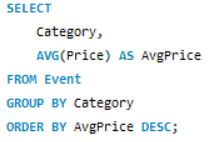 SELECT
    Category,
    AVG(Price) AS AvgPrice
FROM Event
GROUP BY Category
ORDER BY AvgPrice DESC;